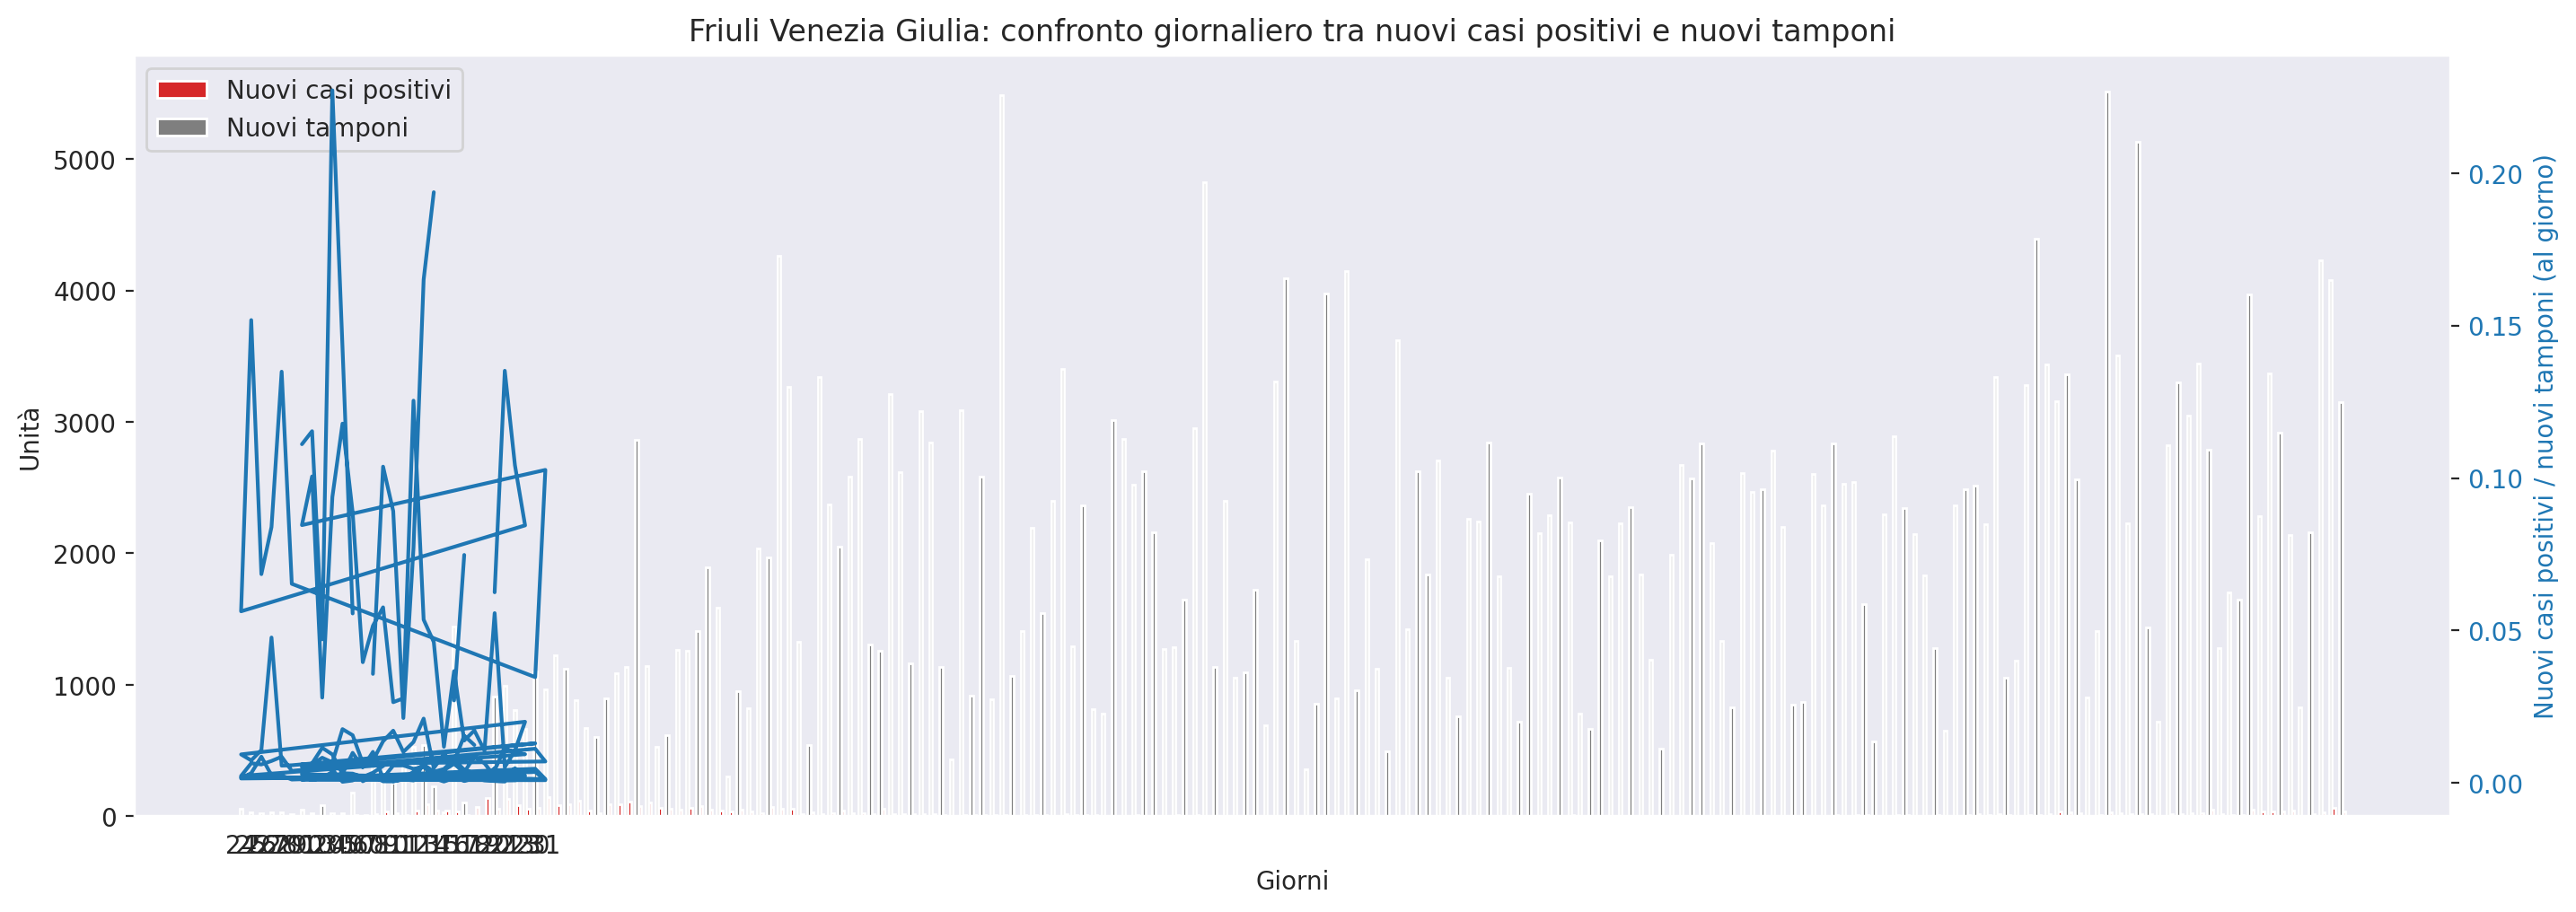 Friuli Venezia Giulia: confronto giornaliero tra nuovi casi positivi e nuovi tamponi
Nuovi casi positivi
Nuovi tamponi
5000
4000
3000
2000
1000
0
Unità
0.20
0.15
0.10
0.05
0.00
Nuovi casi positivi / nuovi tamponi (al giorno)
Giorni